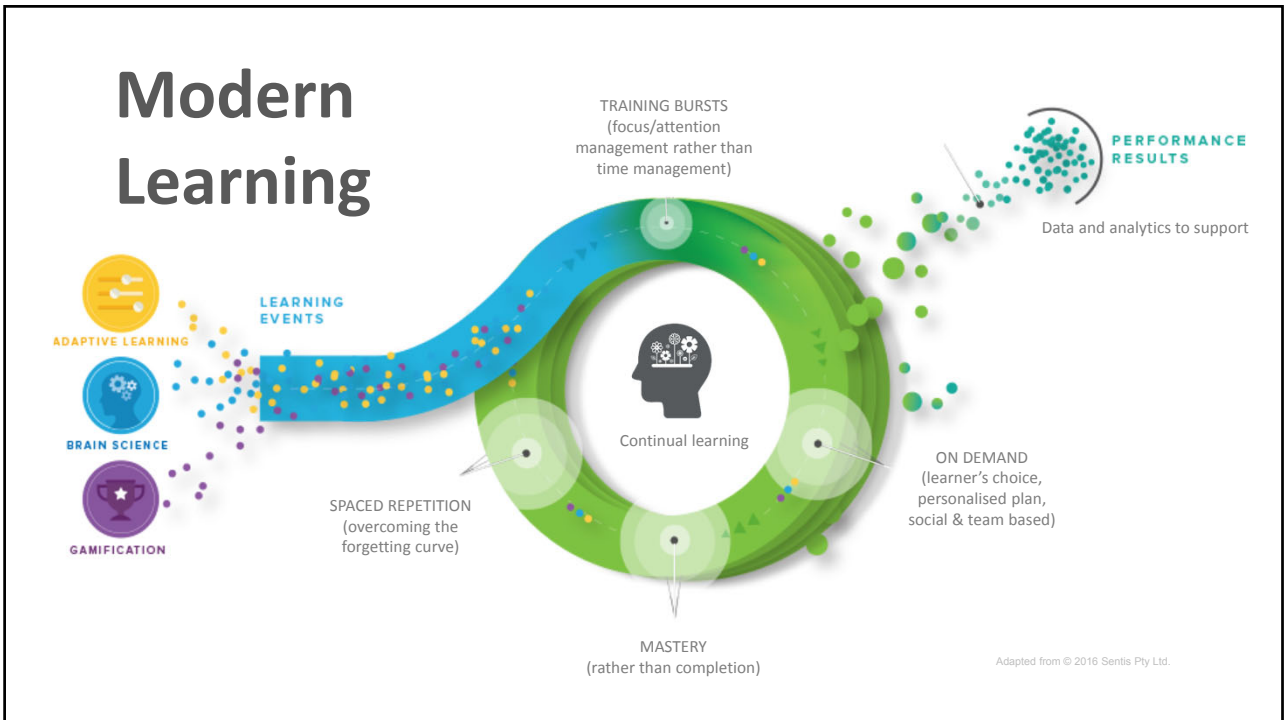 Modern
Learning
TRAINING BURSTS
(focus/attention
management rather than
time management)
PERFORMANCE
RESULTS
Data and analytics to support
LEARNING
EVENTS
ADAPTIVE LEARNING
BRAIN SCIENCE
GAMIFICATION
Continual learning
ON DEMAND
(learner’s choice,
personalised plan,
social & team based)
SPACED REPETITION
(overcoming the
forgetting curve)
MASTERY
(rather than completion)
Adapted from © 2016 Sentis Pty Ltd.